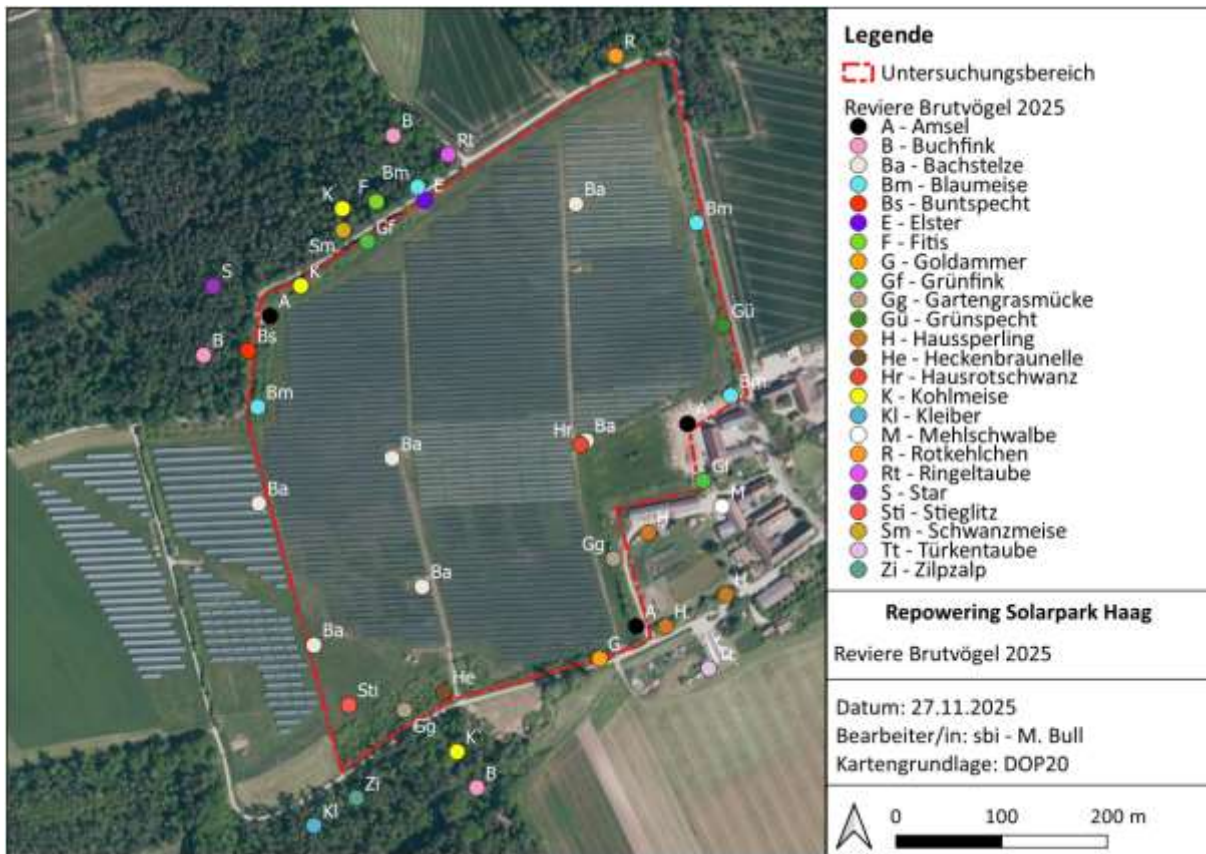 R
B
Rt
Bm
E
K
F
Ba
Gf
Sm
Bm
S
K
A
Gü
B
Bs
Bm
Bm
A
Hr
Ba
Ba
Gf
Ba
M
H
Gg
Ba
H
A
H
Ba
G
Tt
He
Sti
Gg
K
B
Zi
Kl
Legende
Untersuchungsbereich
Reviere Brutvögel 2025
A - Amsel
B - Buchfink
Ba - Bachstelze
Bm - Blaumeise
Bs - Buntspecht
E - Elster
F - Fitis
G - Goldammer
Gf - Grünfink
Gg - Gartengrasmücke
Gü - Grünspecht
H - Haussperling
He - Heckenbraunelle
Hr - Hausrotschwanz
K - Kohlmeise
Kl - Kleiber
M - Mehlschwalbe
R - Rotkehlchen
Rt - Ringeltaube
S - Star
Sti - Stieglitz
Sm - Schwanzmeise
Tt - Türkentaube
Zi - Zilpzalp
Repowering Solarpark Haag
Reviere Brutvögel 2025
Datum: 27.11.2025
Bearbeiter/in: sbi - M. Bull
Kartengrundlage: DOP20
0 100 200 m